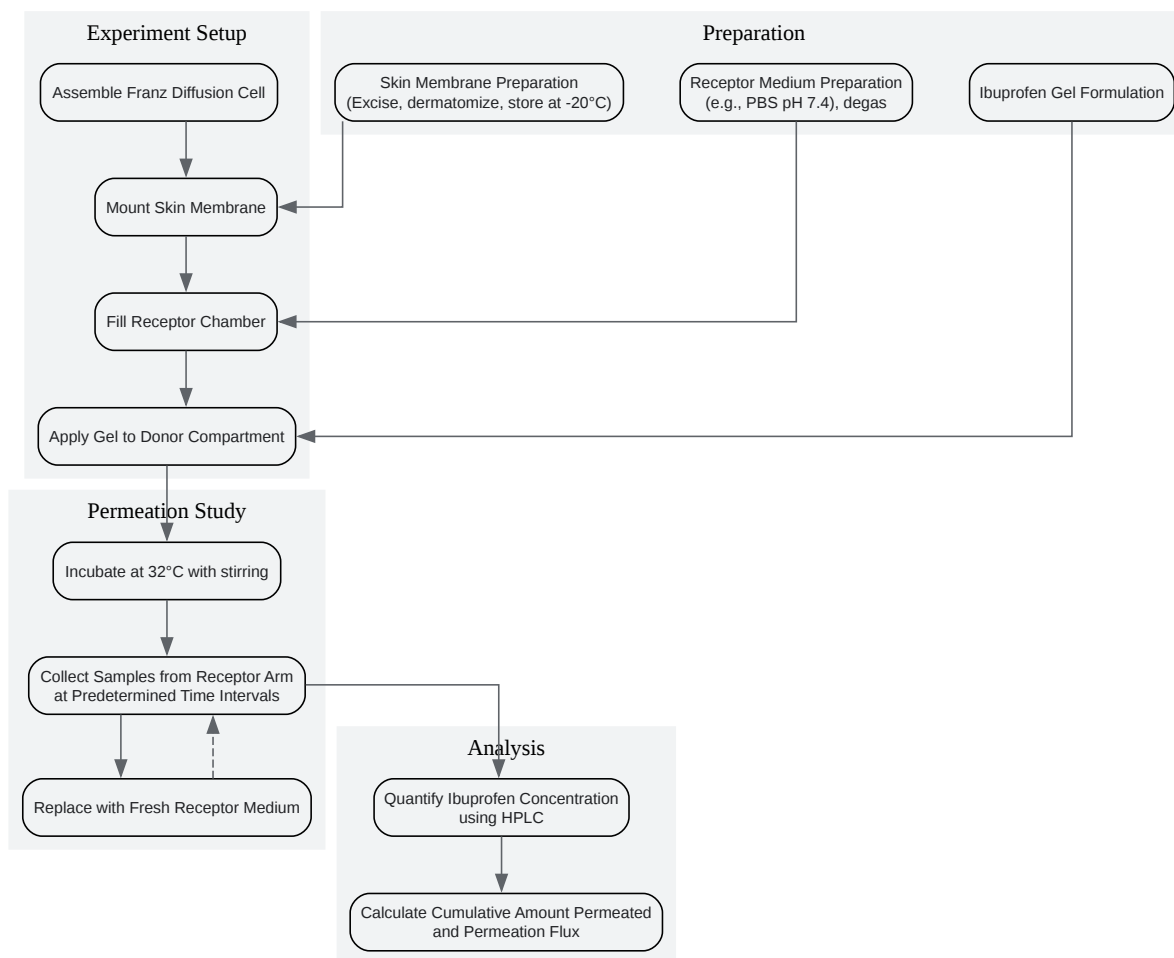 Experiment Setup
Preparation
Assemble Franz Diffusion Cell
Skin Membrane Preparation
(Excise, dermatomize, store at -20°C)
Receptor Medium Preparation
(e.g., PBS pH 7.4), degas
Ibuprofen Gel Formulation
Mount Skin Membrane
Fill Receptor Chamber
Apply Gel to Donor Compartment
Permeation Study
Incubate at 32°C with stirring
Collect Samples from Receptor Arm
at Predetermined Time Intervals
Replace with Fresh Receptor Medium
Analysis
Quantify Ibuprofen Concentration
using HPLC
Calculate Cumulative Amount Permeated
and Permeation Flux